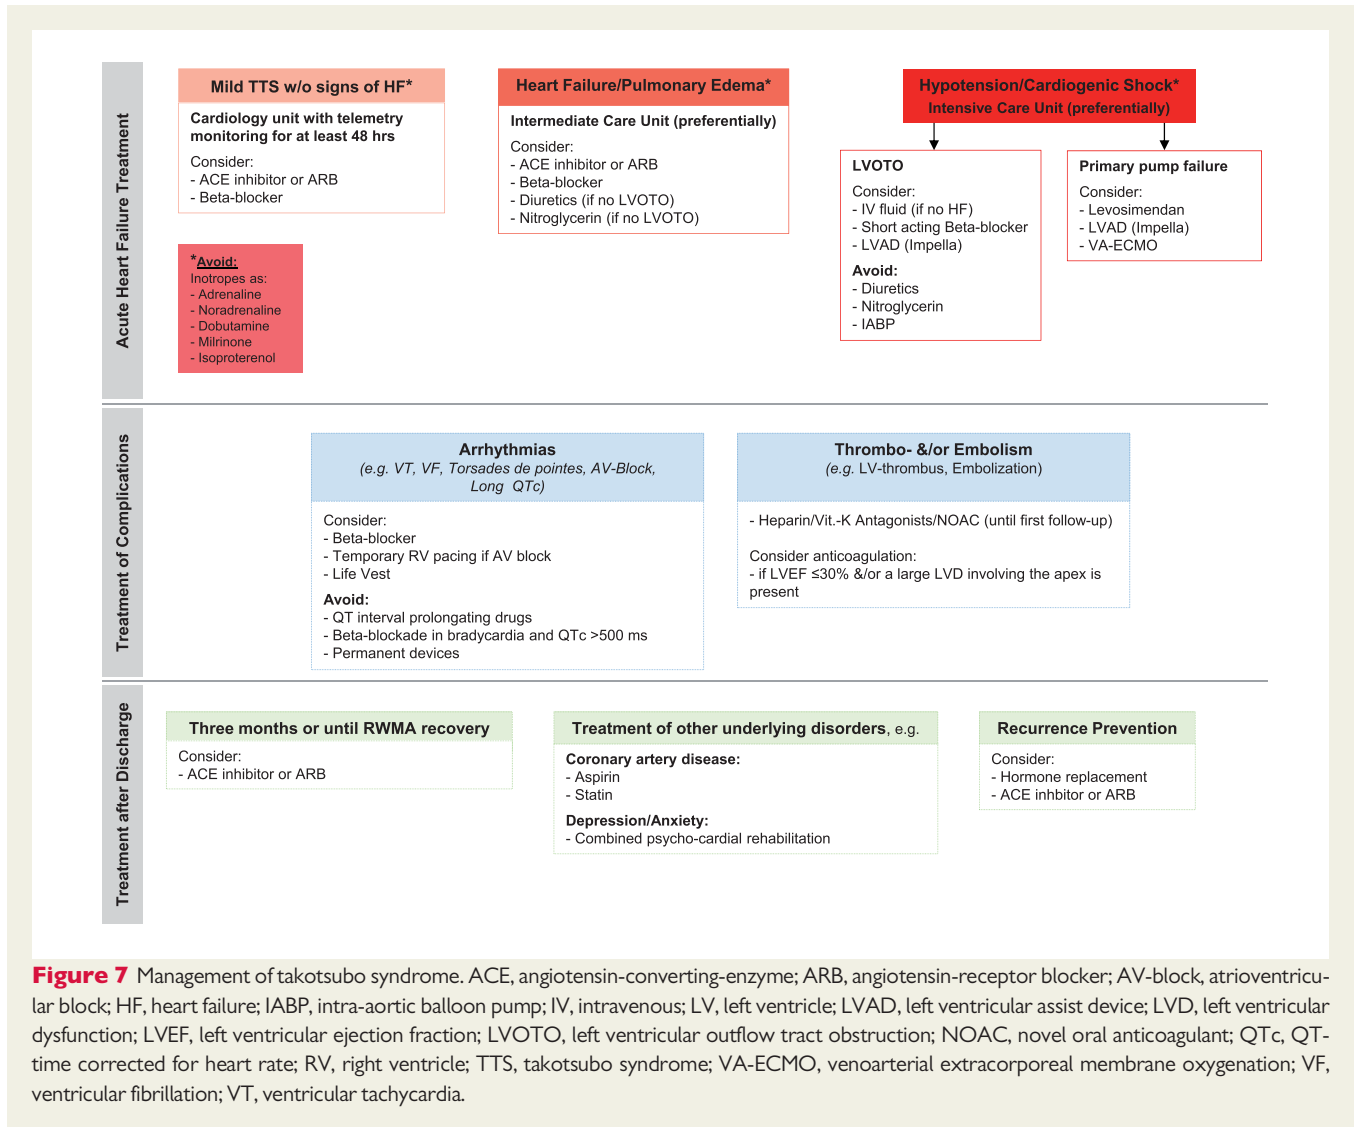 Acute Heart Failure Treatment
Mild TTS w/o signs of HF*
Cardiology unit with telemetry
monitoring for at least 48 hrs
Consider:
- ACE inhibitor or ARB
- Beta-blocker
*Avoid:
Inotropes as:
- Adrenaline
- Noradrenaline
- Dobutamine
- Milrinone
- Isoproterenol
Heart Failure/Pulmonary Edema*
Intermediate Care Unit (preferentially)
Consider:
- ACE inhibitor or ARB
- Beta-blocker
- Diuretics (if no LVOTO)
- Nitroglycerin (if no LVOTO)
Hypotension/Cardiogenic Shock*
Intensive Care Unit (preferentially)
LVOTO
Consider:
- IV fluid (if no HF)
- Short acting Beta-blocker
- LVAD (Impella)
Avoid:
- Diuretics
- Nitroglycerin
- IABP
Primary pump failure
Consider:
- Levosimendan
- LVAD (Impella)
- VA-ECMO
Treatment of Complications
Arrhythmias
(e.g. VT, VF, Torsades de pointes, AV-Block,
Long QTc)
Consider:
- Beta-blocker
- Temporary RV pacing if AV block
- Life Vest
Avoid:
- QT interval prolongating drugs
- Beta-blockade in bradycardia and QTc >500 ms
- Permanent devices
Thrombo- &/or Embolism
(e.g. LV-thrombus, Embolization)
- Heparin/Vit.-K Antagonists/NOAC (until first follow-up)
Consider anticoagulation:
- if LVEF ≤30% &/or a large LVD involving the apex is
present
Treatment after Discharge
Three months or until RWMA recovery
Consider:
- ACE inhibitor or ARB
Treatment of other underlying disorders, e.g.
Coronary artery disease:
- Aspirin
- Statin
Depression/Anxiety:
- Combined psycho-cardial rehabilitation
Recurrence Prevention
Consider:
- Hormone replacement
- ACE inhbitor or ARB
Figure 7 Management of takotsubo syndrome. ACE, angiotensin-converting-enzyme; ARB, angiotensin-receptor blocker; AV-block, atrioventricu-
lar block; HF, heart failure; IABP, intra-aortic balloon pump; IV, intravenous; LV, left ventricle; LVAD, left ventricular assist device; LVD, left ventricular
dysfunction; LVEF, left ventricular ejection fraction; LVOTO, left ventricular outflow tract obstruction; NOAC, novel oral anticoagulant; QTc, QT-
time corrected for heart rate; RV, right ventricle; TTS, takotsubo syndrome; VA-ECMO, venoarterial extracorporeal membrane oxygenation; VF,
ventricular fibrillation; VT, ventricular tachycardia.